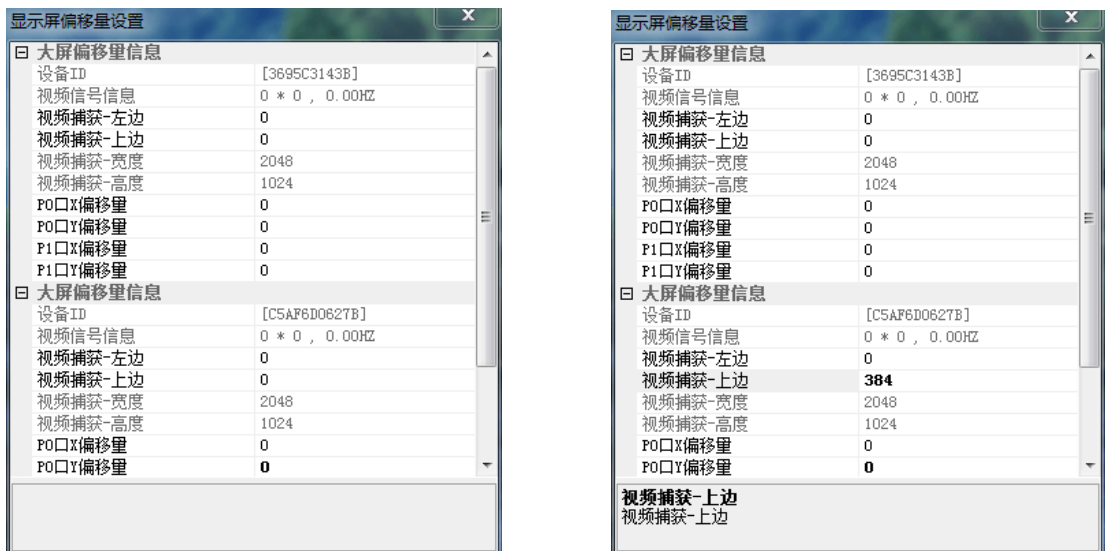 显示屏偏移量设置
x
大屏偏移量信息
设备ID [3695C3143B]
视频信号信息 0 * 0 , 0.00HZ
视频捕获-左边 0
视频捕获-上边 0
视频捕获-宽度 2048
视频捕获-高度 1024
P0口X偏移量 0
P0口Y偏移量 0
P1口X偏移量 0
P1口Y偏移量 0
大屏偏移量信息
设备ID [C5AF6D0627B]
视频信号信息 0 * 0 , 0.00HZ
视频捕获-左边 0
视频捕获-上边 0
视频捕获-宽度 2048
视频捕获-高度 1024
P0口X偏移量 0
P0口Y偏移量 0
显示屏偏移量设置
x
大屏偏移量信息
设备ID [3695C3143B]
视频信号信息 0 * 0 , 0.00HZ
视频捕获-左边 0
视频捕获-上边 0
视频捕获-宽度 2048
视频捕获-高度 1024
P0口X偏移量 0
P0口Y偏移量 0
P1口X偏移量 0
P1口Y偏移量 0
大屏偏移量信息
设备ID [C5AF6D0627B]
视频信号信息 0 * 0 , 0.00HZ
视频捕获-左边 0
视频捕获-上边 384
视频捕获-宽度 2048
视频捕获-高度 1024
P0口X偏移量 0
P0口Y偏移量 0
视频捕获-上边
视频捕获-上边